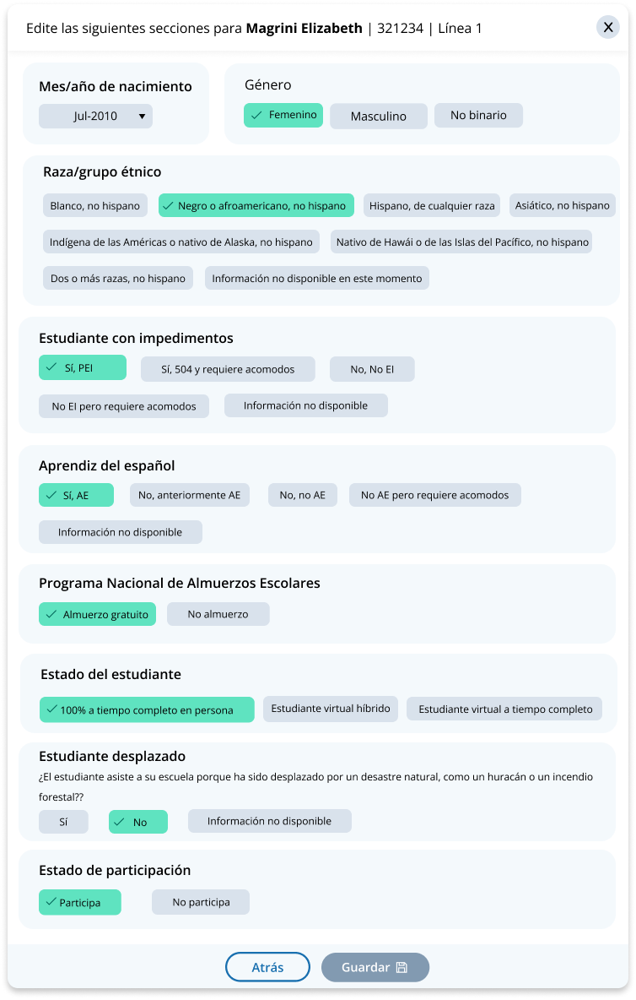 Edite las siguientes secciones para Magrini Elizabeth | 321234 | Línea 1
X
Mes/año de nacimiento
Jul-2010
Género
Femenino
Masculino
No binario
Raza/grupo étnico
Blanco, no hispano
Negro o afroamericano, no hispano
Hispano, de cualquier raza
Asiático, no hispano
Indígena de las Américas o nativo de Alaska, no hispano
Nativo de Hawái o de las Islas del Pacífico, no hispano
Dos o más razas, no hispano
Información no disponible en este momento
Estudiante con impedimentos
Sí, PEI
Sí, 504 y requiere acomodos
No, No EI
No EI pero requiere acomodos
Información no disponible
Aprendiz del español
Sí, AE
No, anteriormente AE
No, no AE
No AE pero requiere acomodos
Información no disponible
Programa Nacional de Almuerzos Escolares
Almuerzo gratuito
No almuerzo
Estado del estudiante
100% a tiempo completo en persona
Estudiante virtual híbrido
Estudiante virtual a tiempo completo
Estudiante desplazado
¿El estudiante asiste a su escuela porque ha sido desplazado por un desastre natural, como un huracán o un incendio
forestal??
Sí
No
Información no disponible
Estado de participación
Participa
No participa
Atrás
Guardar